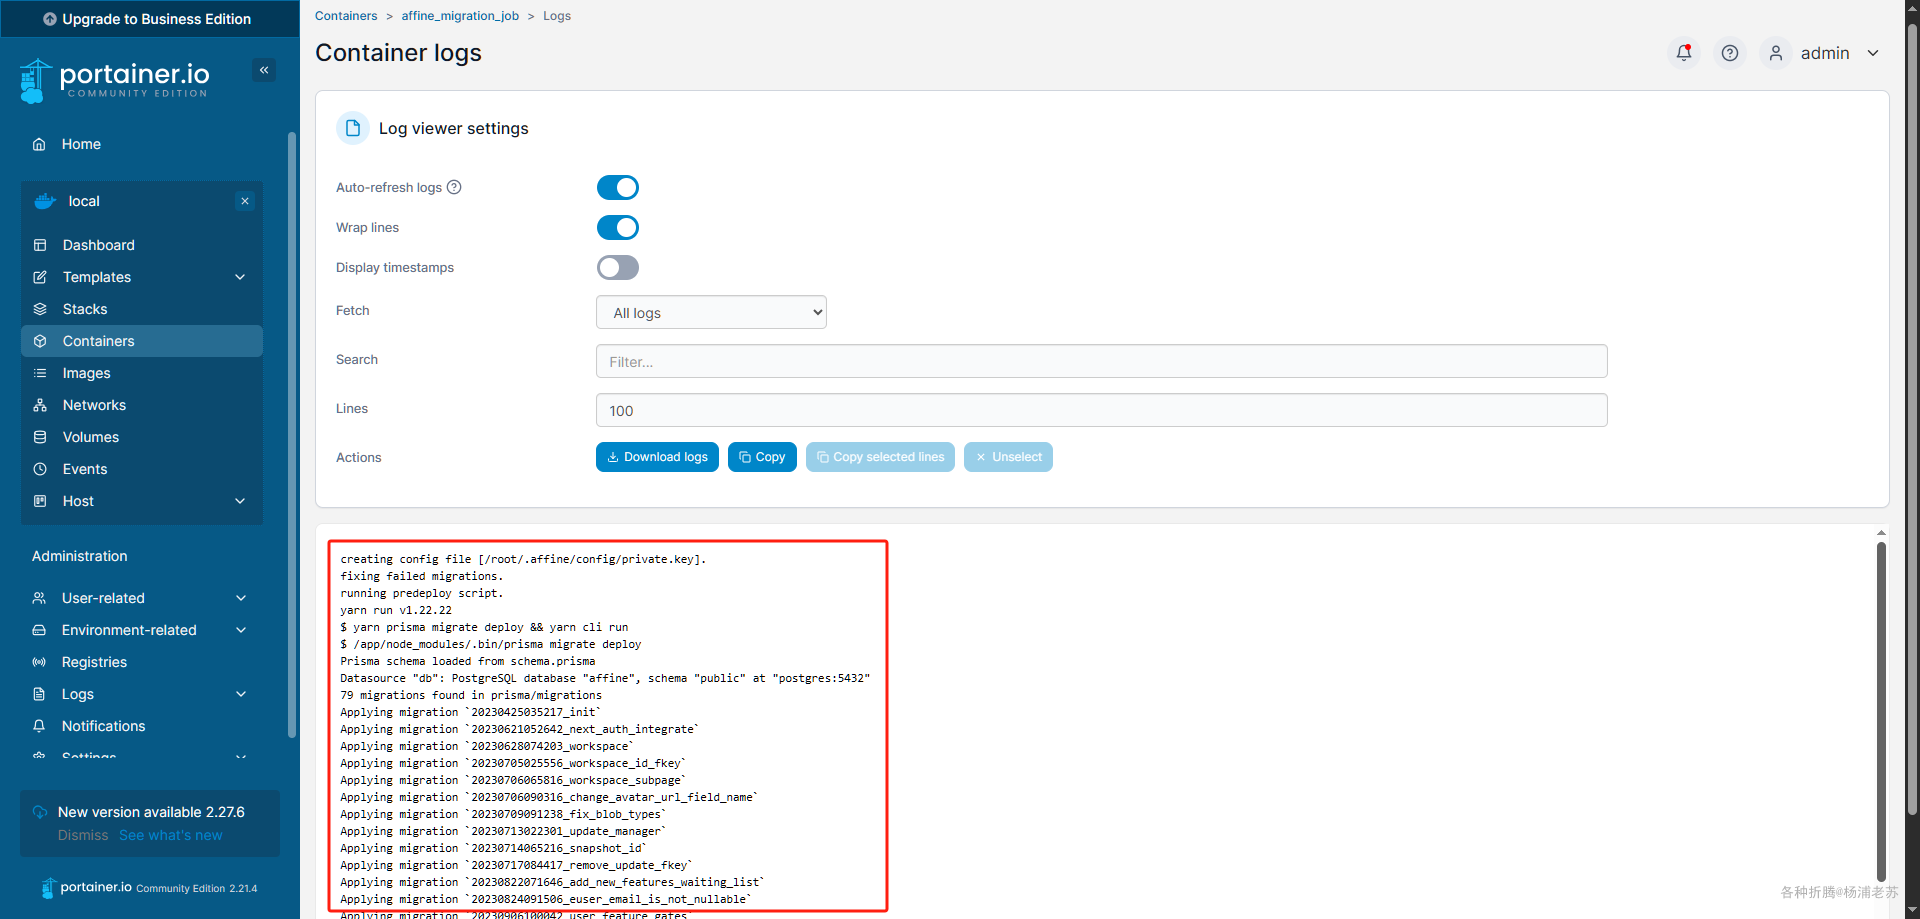 Upgrade to Business Edition
portainer.io
COMMUNITY EDITION
Home
local
Dashboard
Templates
Stacks
Containers
Images
Networks
Volumes
Events
Host
Administration
User-related
Environment-related
Registries
Logs
Notifications
Settings
New version available 2.27.6
Dismiss See what's new
portainer.io Community Edition 2.21.4
Containers > affine_migration_job > Logs
Container logs
admin
Log viewer settings
Auto-refresh logs
Wrap lines
Display timestamps
Fetch
All logs
Search
Filter...
Lines
100
Actions
Download logs
Copy
Copy selected lines
Unselect
creating config file [/root/.affine/config/private.key].
fixing failed migrations.
running predeploy script.
yarn run v1.22.22
$ yarn prisma migrate deploy && yarn cli run
$ /app/node_modules/.bin/prisma migrate deploy
Prisma schema loaded from schema.prisma
Datasource "db": PostgreSQL database "affine", schema "public" at "postgres:5432"
79 migrations found in prisma/migrations
Applying migration `20230425035217_init`
Applying migration `20230621052642_next_auth_integrate`
Applying migration `20230628074203_workspace`
Applying migration `20230705025556_workspace_id_fkey`
Applying migration `20230706065816_workspace_subpage`
Applying migration `20230706090316_change_avatar_url_field_name`
Applying migration `20230709091238_fix_blob_types`
Applying migration `20230713022301_update_manager`
Applying migration `20230714065216_snapshot_id`
Applying migration `20230717084417_remove_update_fkey`
Applying migration `20230822071646_add_new_features_waiting_list`
Applying migration `20230824091506_euser_email_is_not_nullable`
Applying migration `20230906100042_user_feature_gates`
各种折腾@杨浦老苏